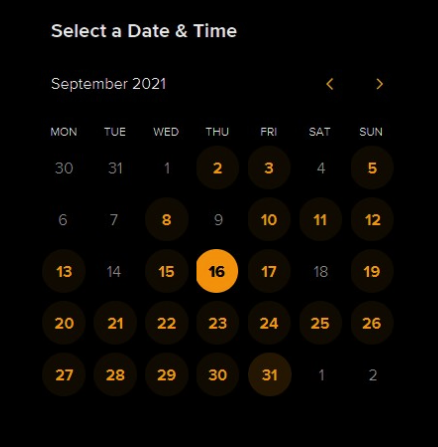 Select a Date & Time
September 2021
MON TUE WED THU FRI SAT SUN
30 31 1 2 3 4 5
6 7 8 9 10 11 12
13 14 15 16 17 18 19
20 21 22 23 24 25 26
27 28 29 30 31 1 2